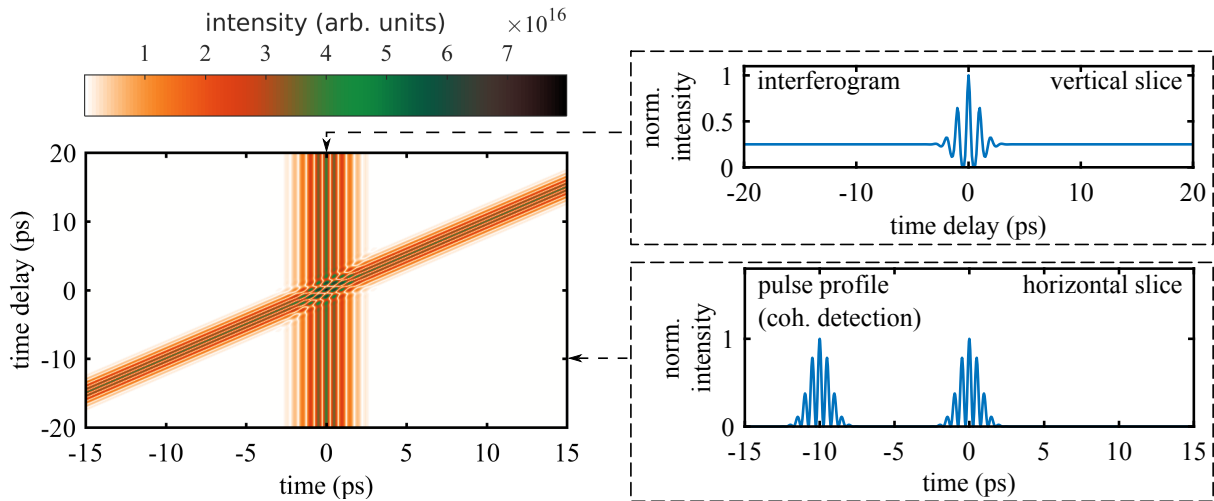 intensity (arb. units) ×10^16
1 2 3 4 5 6 7
time delay (ps)
20
10
0
-10
-20
-15 -10 -5 0 5 10 15
time (ps)
interferogram vertical slice
norm.
intensity
1
0.5
0
-20 -10 0 10 20
time delay (ps)
pulse profile horizontal slice
(coh. detection)
norm.
intensity
1
0
-15 -10 -5 0 5 10 15
time (ps)